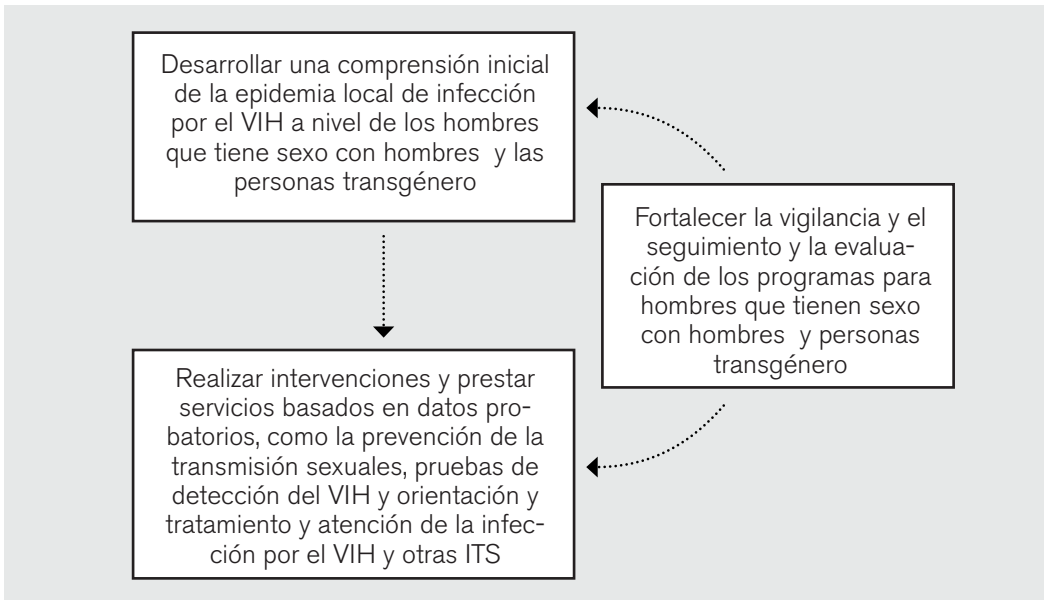 Desarrollar una comprensión inicial
de la epidemia local de infección
por el VIH a nivel de los hombres
que tiene sexo con hombres y las
personas transgénero
Fortalecer la vigilancia y el
seguimiento y la evalua-
ción de los programas para
hombres que tienen sexo
con hombres y personas
transgénero
Realizar intervenciones y prestar
servicios basados en datos pro-
batorios, como la prevención de la
transmisión sexuales, pruebas de
detección del VIH y orientación y
tratamiento y atención de la infec-
ción por el VIH y otras ITS